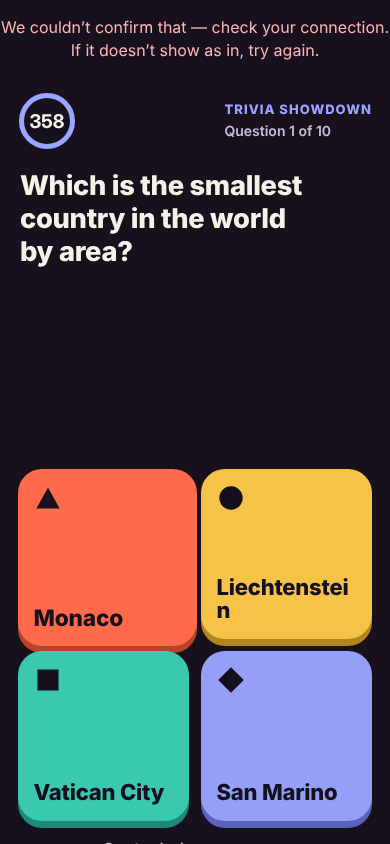 We couldn’t confirm that — check your connection.
If it doesn’t show as in, try again.
358
TRIVIA SHOWDOWN
Question 1 of 10
Which is the smallest
country in the world
by area?
Monaco
Liechtenstei
n
Vatican City
San Marino